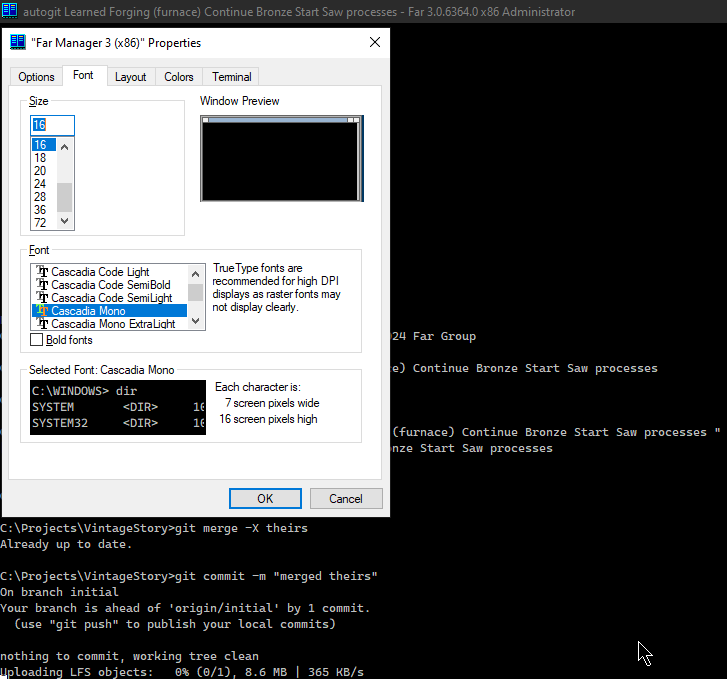 autogit Learned Forging (furnace) Continue Bronze Start Saw processes - Far 3.0.6364.0 x86 Administrator
"Far Manager 3 (x86)" Properties
Options Font Layout Colors Terminal
Size
Window Preview
16
16
18
20
24
28
36
72
Font
Cascadia Code Light
Cascadia Code SemiBold
Cascadia Code SemiLight
Cascadia Mono
Cascadia Mono ExtraLight
TrueType fonts are
recommended for high DPI
displays as raster fonts may
not display clearly.
Bold fonts
24 Far Group
e) Continue Bronze Start Saw processes
Selected Font: Cascadia Mono
C:\WINDOWS> dir
SYSTEM <DIR> 10
SYSTEM32 <DIR> 10
Each character is:
7 screen pixels wide
16 screen pixels high
(furnace) Continue Bronze Start Saw processes "
nze Start Saw processes
OK Cancel
C:\Projects\VintageStory>git merge -X theirs
Already up to date.
C:\Projects\VintageStory>git commit -m "merged theirs"
On branch initial
Your branch is ahead of 'origin/initial' by 1 commit.
(use "git push" to publish your local commits)
nothing to commit, working tree clean
Uploading LFS objects: 0% (0/1), 8.6 MB | 365 KB/s